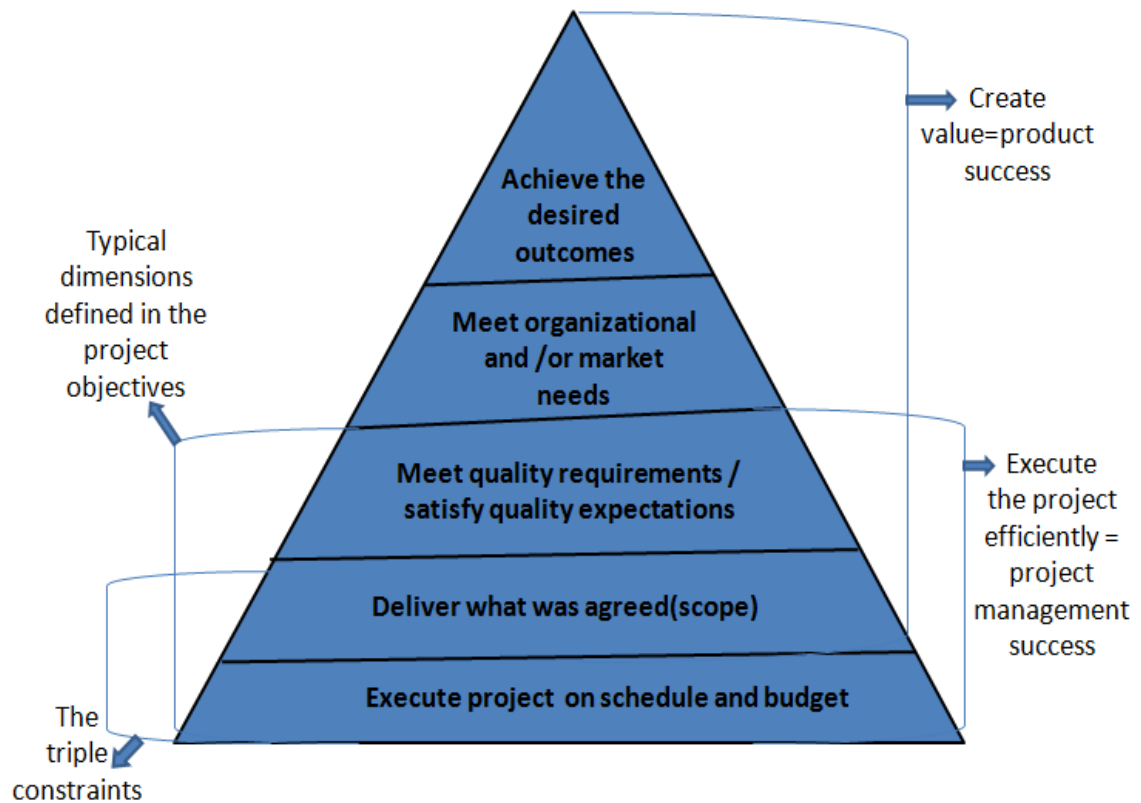 Create
value=product
success
Achieve the
desired
outcomes
Typical
dimensions
defined in the
project
objectives
Meet organizational
and /or market
needs
Meet quality requirements /
satisfy quality expectations
Execute
the project
efficiently =
project
management
success
Deliver what was agreed(scope)
Execute project on schedule and budget
The
triple
constraints